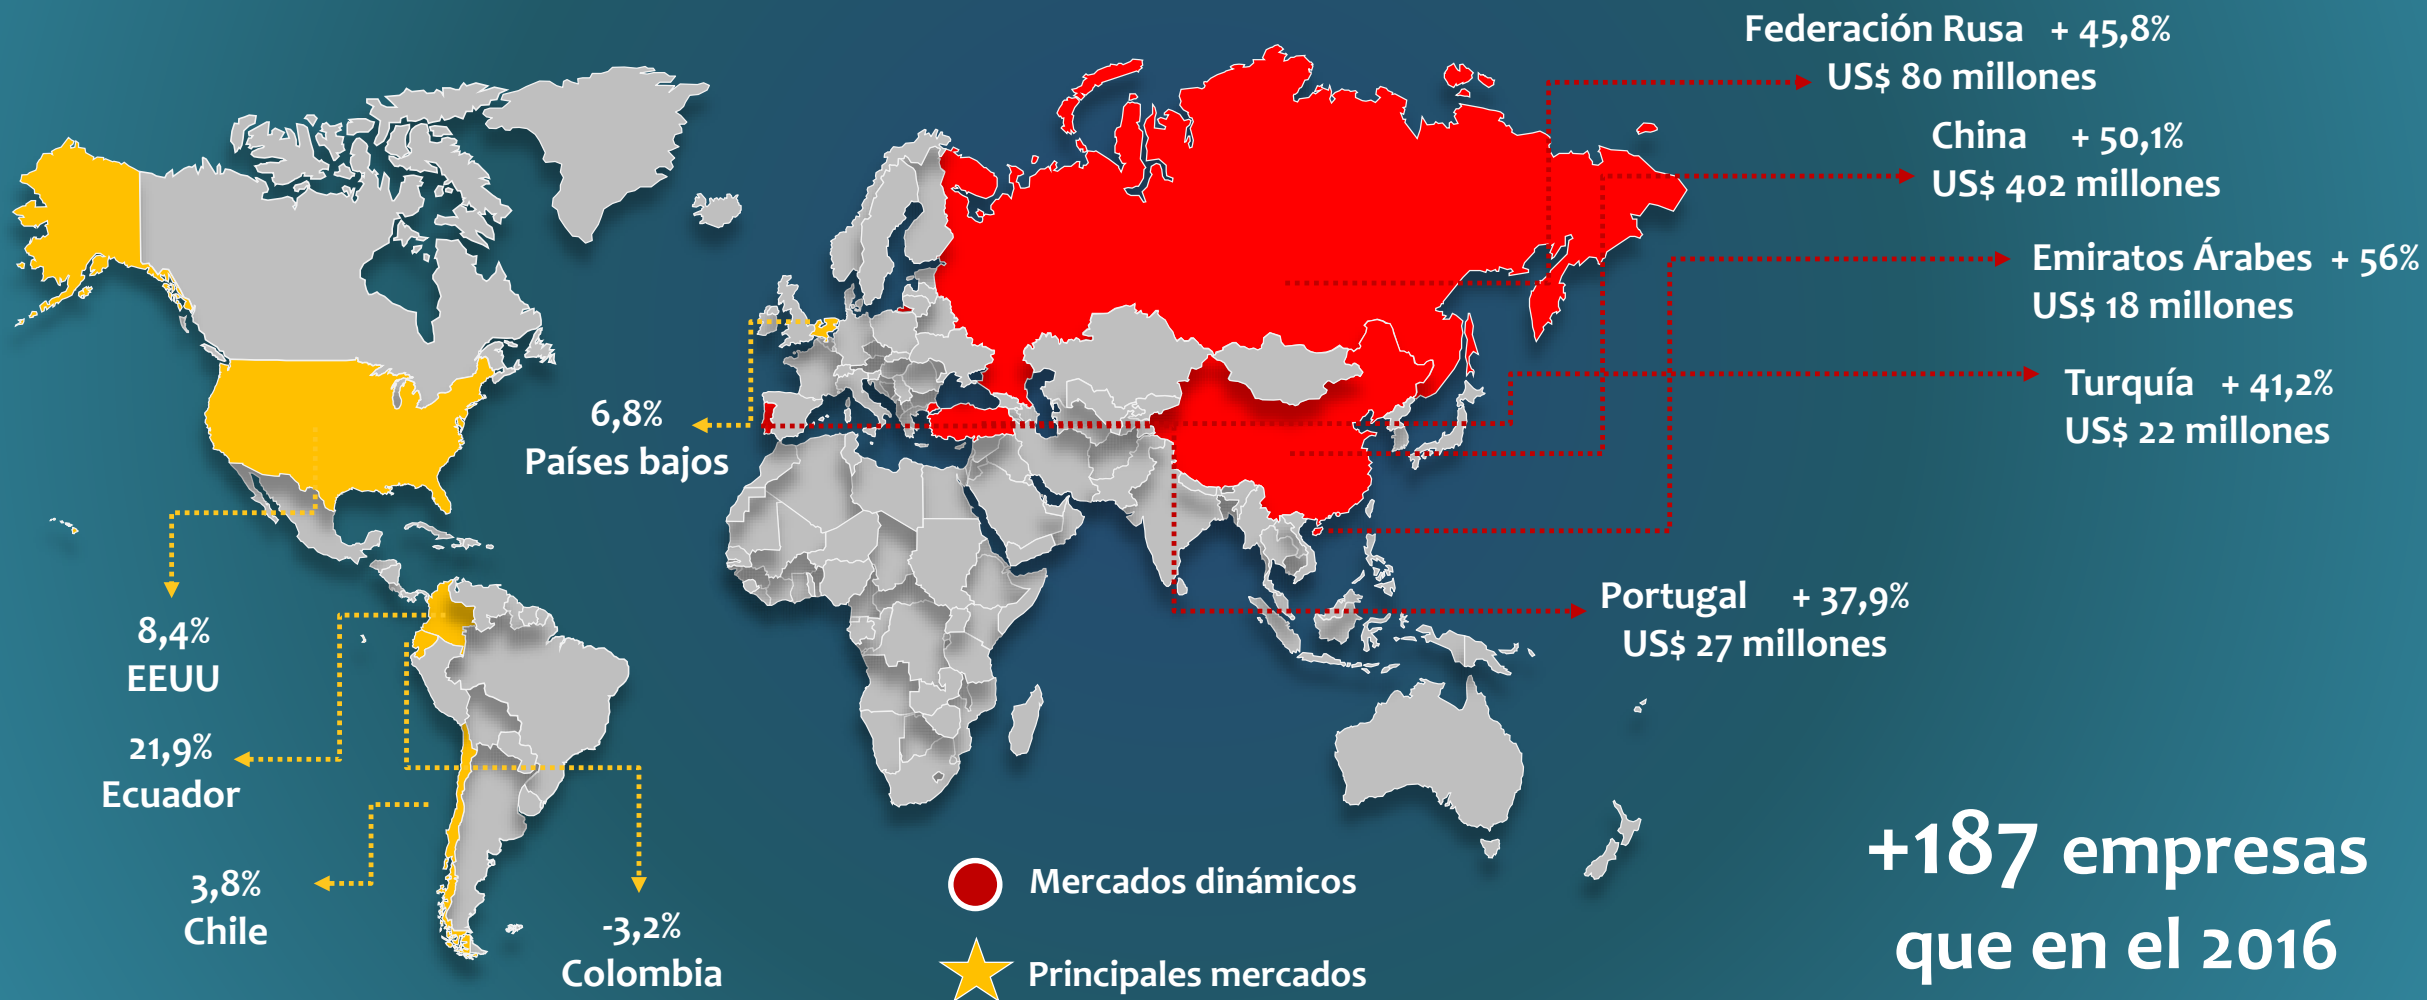 Federación Rusa + 45,8%
US$ 80 millones
China + 50,1%
US$ 402 millones
Emiratos Árabes + 56%
US$ 18 millones
Turquía + 41,2%
US$ 22 millones
Portugal + 37,9%
US$ 27 millones
6,8%
Países bajos
8,4%
EEUU
21,9%
Ecuador
3,8%
Chile
-3,2%
Colombia
Mercados dinámicos
Principales mercados
+187 empresas
que en el 2016